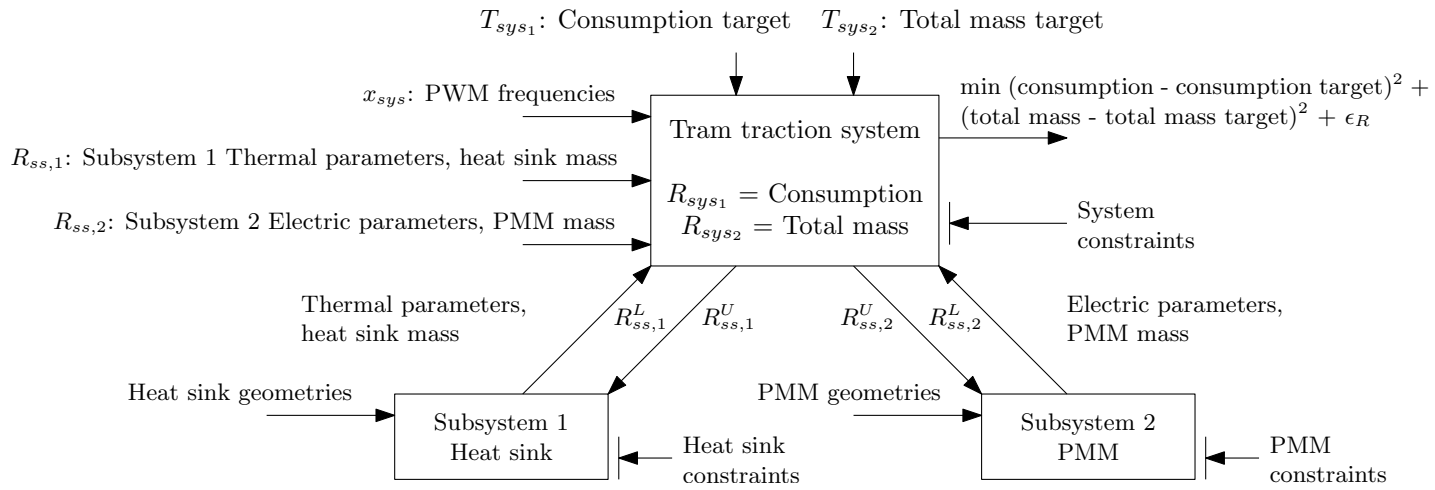 T_{sys_1}: Consumption target
T_{sys_2}: Total mass target
x_{sys}: PWM frequencies
min (consumption - consumption target)^2 +
(total mass - total mass target)^2 + ϵ_R
Tram traction system
R_{ss,1}: Subsystem 1 Thermal parameters, heat sink mass
R_{sys_1} = Consumption
R_{ss,2}: Subsystem 2 Electric parameters, PMM mass
R_{sys_2} = Total mass
System
constraints
Thermal parameters,
heat sink mass
R^L_{ss,1}
R^U_{ss,1}
R^U_{ss,2}
R^L_{ss,2}
Electric parameters,
PMM mass
Heat sink geometries
Subsystem 1
Heat sink
Heat sink
constraints
PMM geometries
Subsystem 2
PMM
PMM
constraints